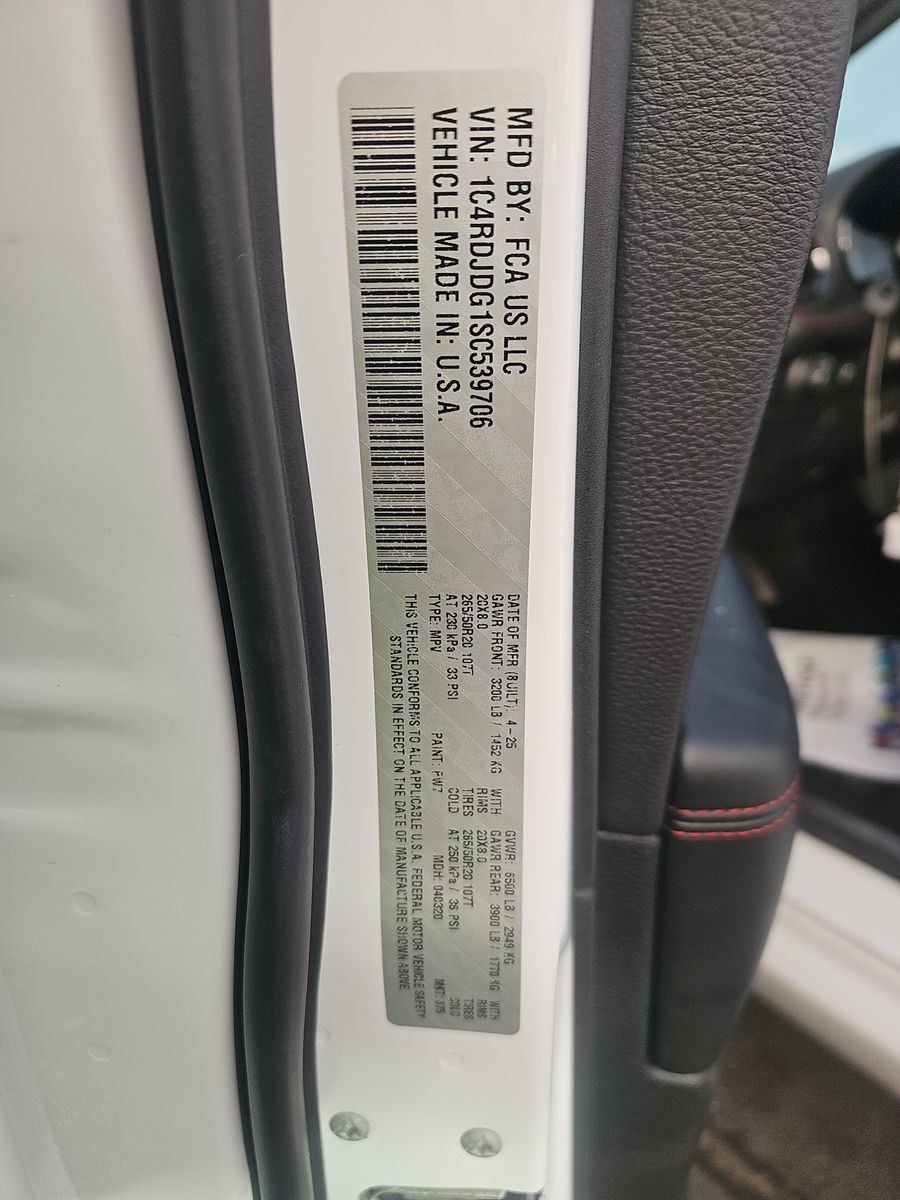 MFD BY: FCA US LLC
VIN: 1C4RDJDG1SC539706
VEHICLE MADE IN: U.S.A.
DATE OF MFR (BUILT): 4-25 GVWR: 6500 LB / 2949 KG
GAWR FRONT: 3200 LB / 1452 KG WITH GAWR REAR: 3900 LB / 1770 KG WITH
20X8.0 RIMS 20X8.0 RIMS
265/50R20 107T TIRES 265/50R20 107T TIRES
AT 230 kPa / 33 PSI COLD AT 250 kPa / 36 PSI COLD
TYPE: MPV PAINT: PW7 MDH: 040320 MKT: 375
THIS VEHICLE CONFORMS TO ALL APPLICABLE U.S.A. FEDERAL MOTOR VEHICLE SAFETY
STANDARDS IN EFFECT ON THE DATE OF MANUFACTURE SHOWN ABOVE.